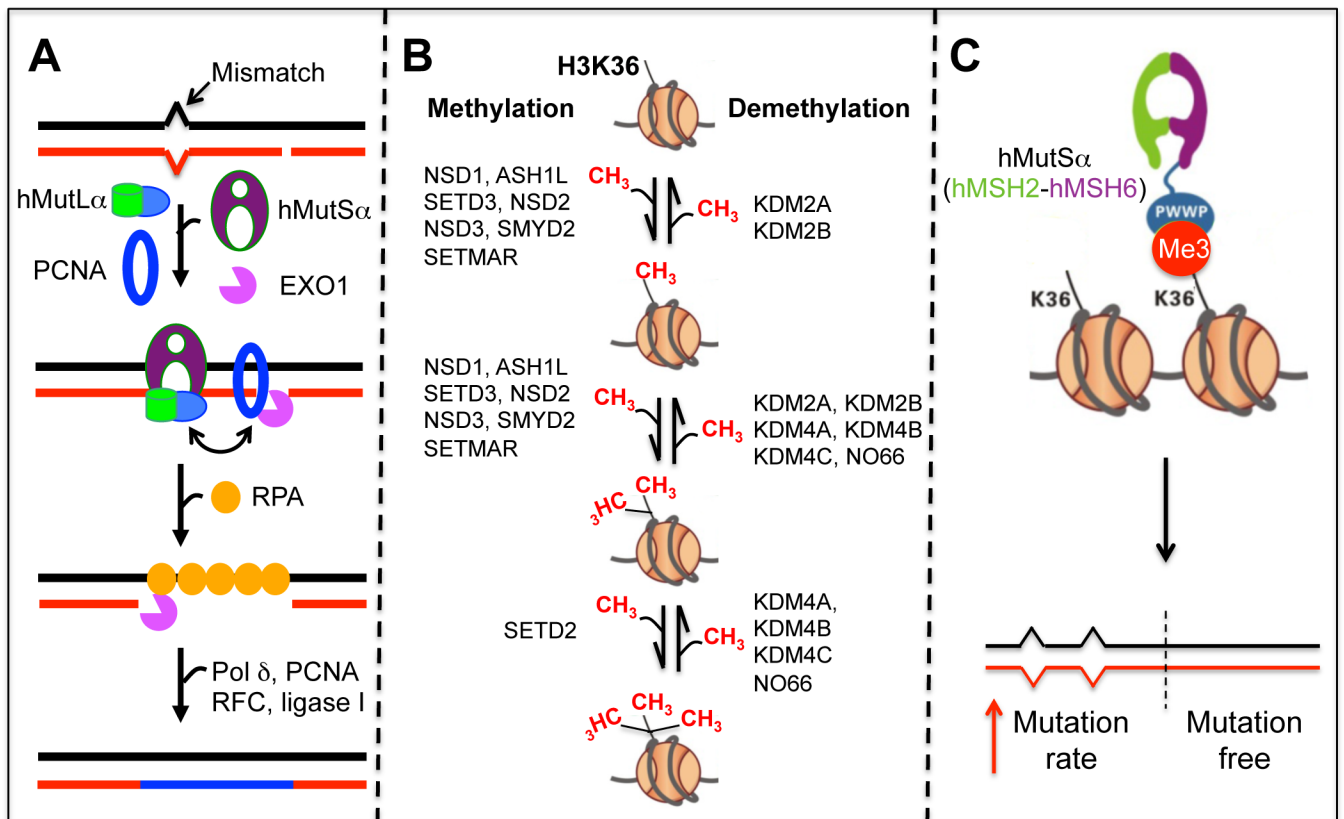 A
Mismatch
hMutLα
hMutSα
PCNA
EXO1
RPA
Pol δ, PCNA
RFC, ligase I
B
H3K36
Methylation
Demethylation
NSD1, ASH1L
SETD3, NSD2
NSD3, SMYD2
SETMAR
CH3
CH3
KDM2A
KDM2B
CH3
NSD1, ASH1L
SETD3, NSD2
NSD3, SMYD2
SETMAR
CH3
CH3
KDM2A, KDM2B
KDM4A, KDM4B
KDM4C, NO66
CH3
3HC
SETD2
CH3
CH3
KDM4A,
KDM4B
KDM4C
NO66
3HC
CH3
CH3
C
hMutSα
(hMSH2-hMSH6)
PWWP
Me3
K36
K36
Mutation
rate
Mutation
free